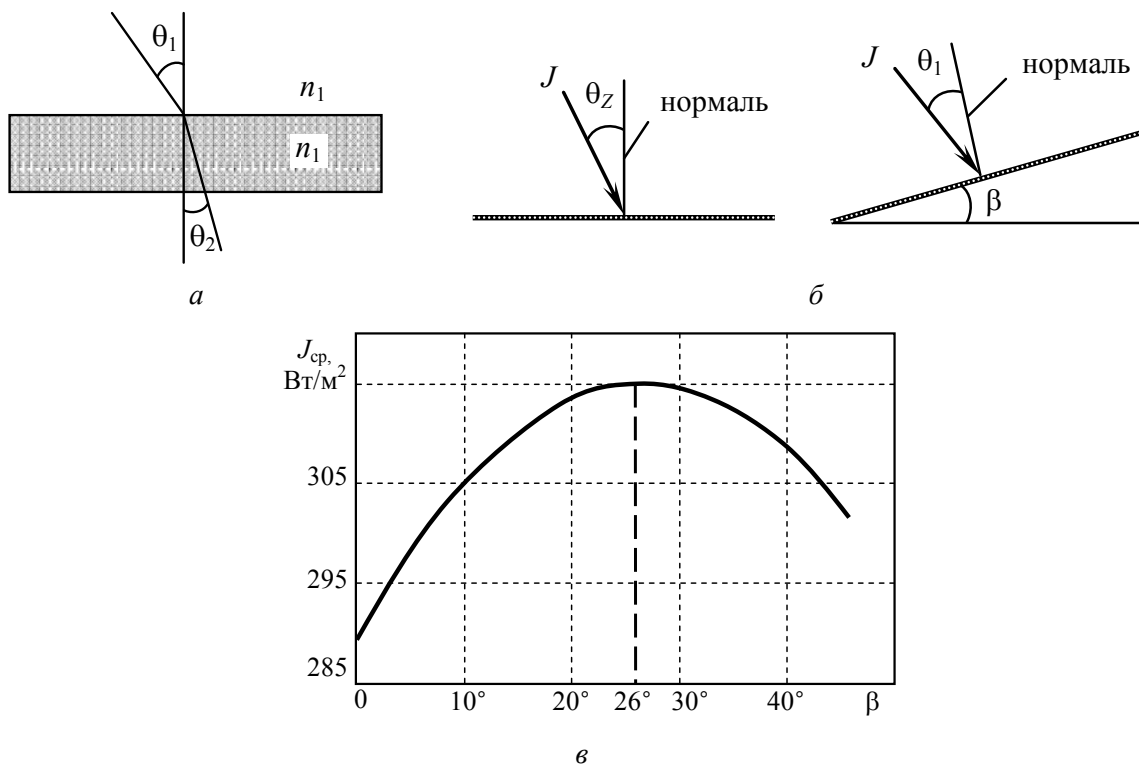 θ1
n1
n1
θ2
а
J
θZ
нормаль
J
θ1
нормаль
β
б
Jср,
Вт/м²
305
295
285
0 10° 20° 26° 30° 40° β
в